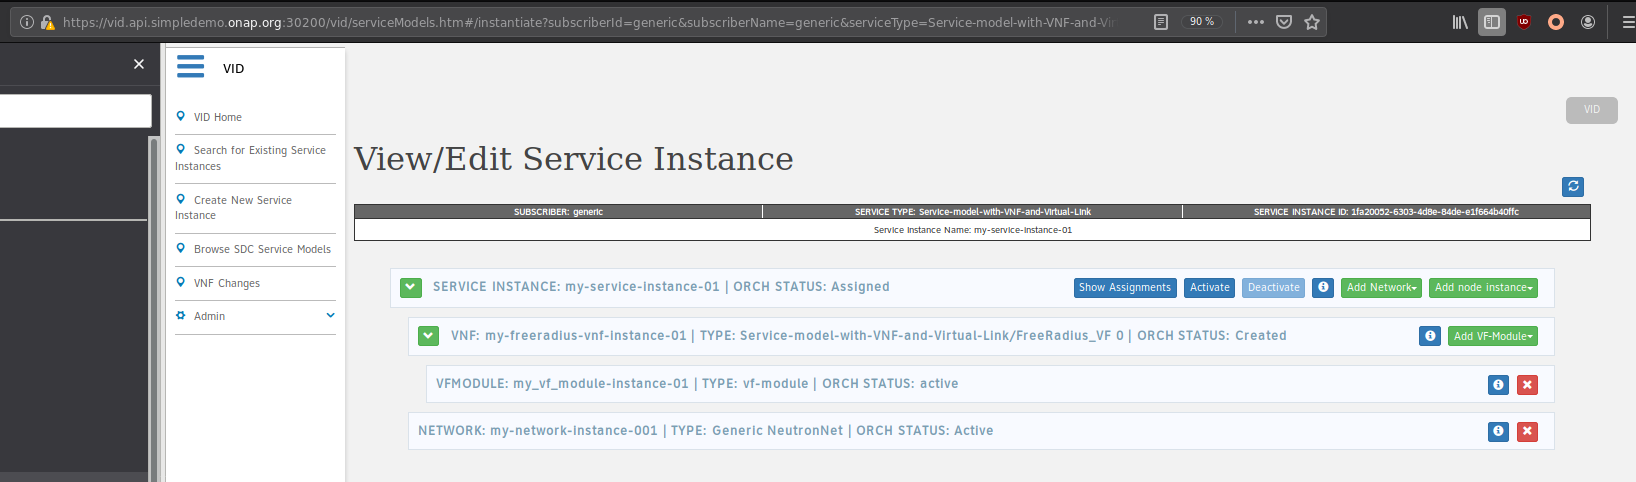 https://vid.api.simpledemo.onap.org:30200/vid/serviceModels.htm#/instantiate?subscriberId=generic&subscriberName=generic&serviceType=Service-model-with-VNF-and-Vir
90 %
VID
VID
VID Home
Search for Existing Service
Instances
Create New Service
Instance
Browse SDC Service Models
VNF Changes
Admin
View/Edit Service Instance
SUBSCRIBER: generic SERVICE TYPE: Service-model-with-VNF-and-Virtual-Link SERVICE INSTANCE ID: 1fa20052-6303-4d8e-84de-e1f664b40ffc
Service Instance Name: my-service-instance-01
SERVICE INSTANCE: my-service-instance-01 | ORCH STATUS: Assigned Show Assignments Activate Deactivate Add Network Add node instance
VNF: my-freeradius-vnf-instance-01 | TYPE: Service-model-with-VNF-and-Virtual-Link/FreeRadius_VF 0 | ORCH STATUS: Created Add VF-Module
VFMODULE: my_vf_module-instance-01 | TYPE: vf-module | ORCH STATUS: active
NETWORK: my-network-instance-001 | TYPE: Generic NeutronNet | ORCH STATUS: Active